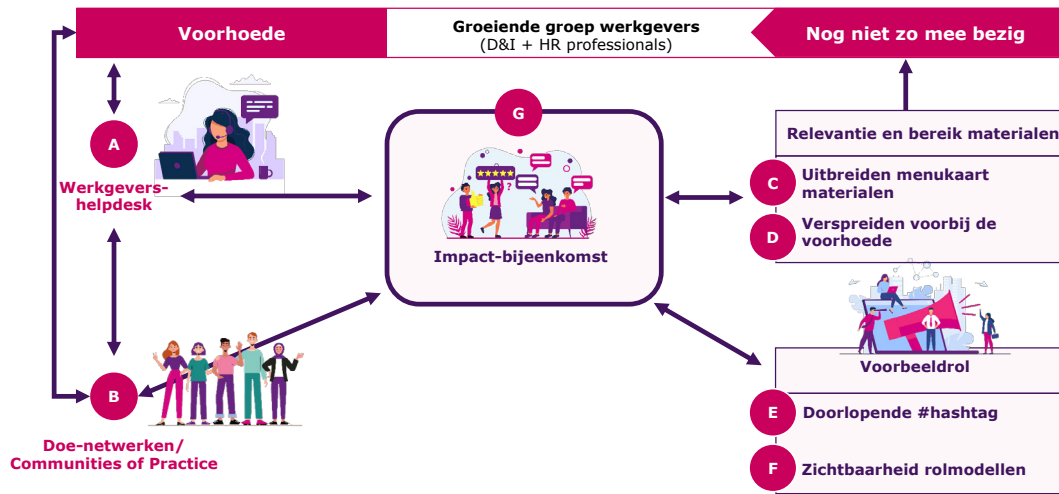 Voorhoede
Groeiende groep werkgevers
(D&I + HR professionals)
Nog niet zo mee bezig
A
Werkgevers-
helpdesk
B
Doe-netwerken/
Communities of Practice
G
?
Impact-bijeenkomst
Relevantie en bereik materialen
C
Uitbreiden menukaart
materialen
D
Verspreiden voorbij de
voorhoede
Voorbeeldrol
E
Doorlopende #hashtag
F
Zichtbaarheid rolmodellen